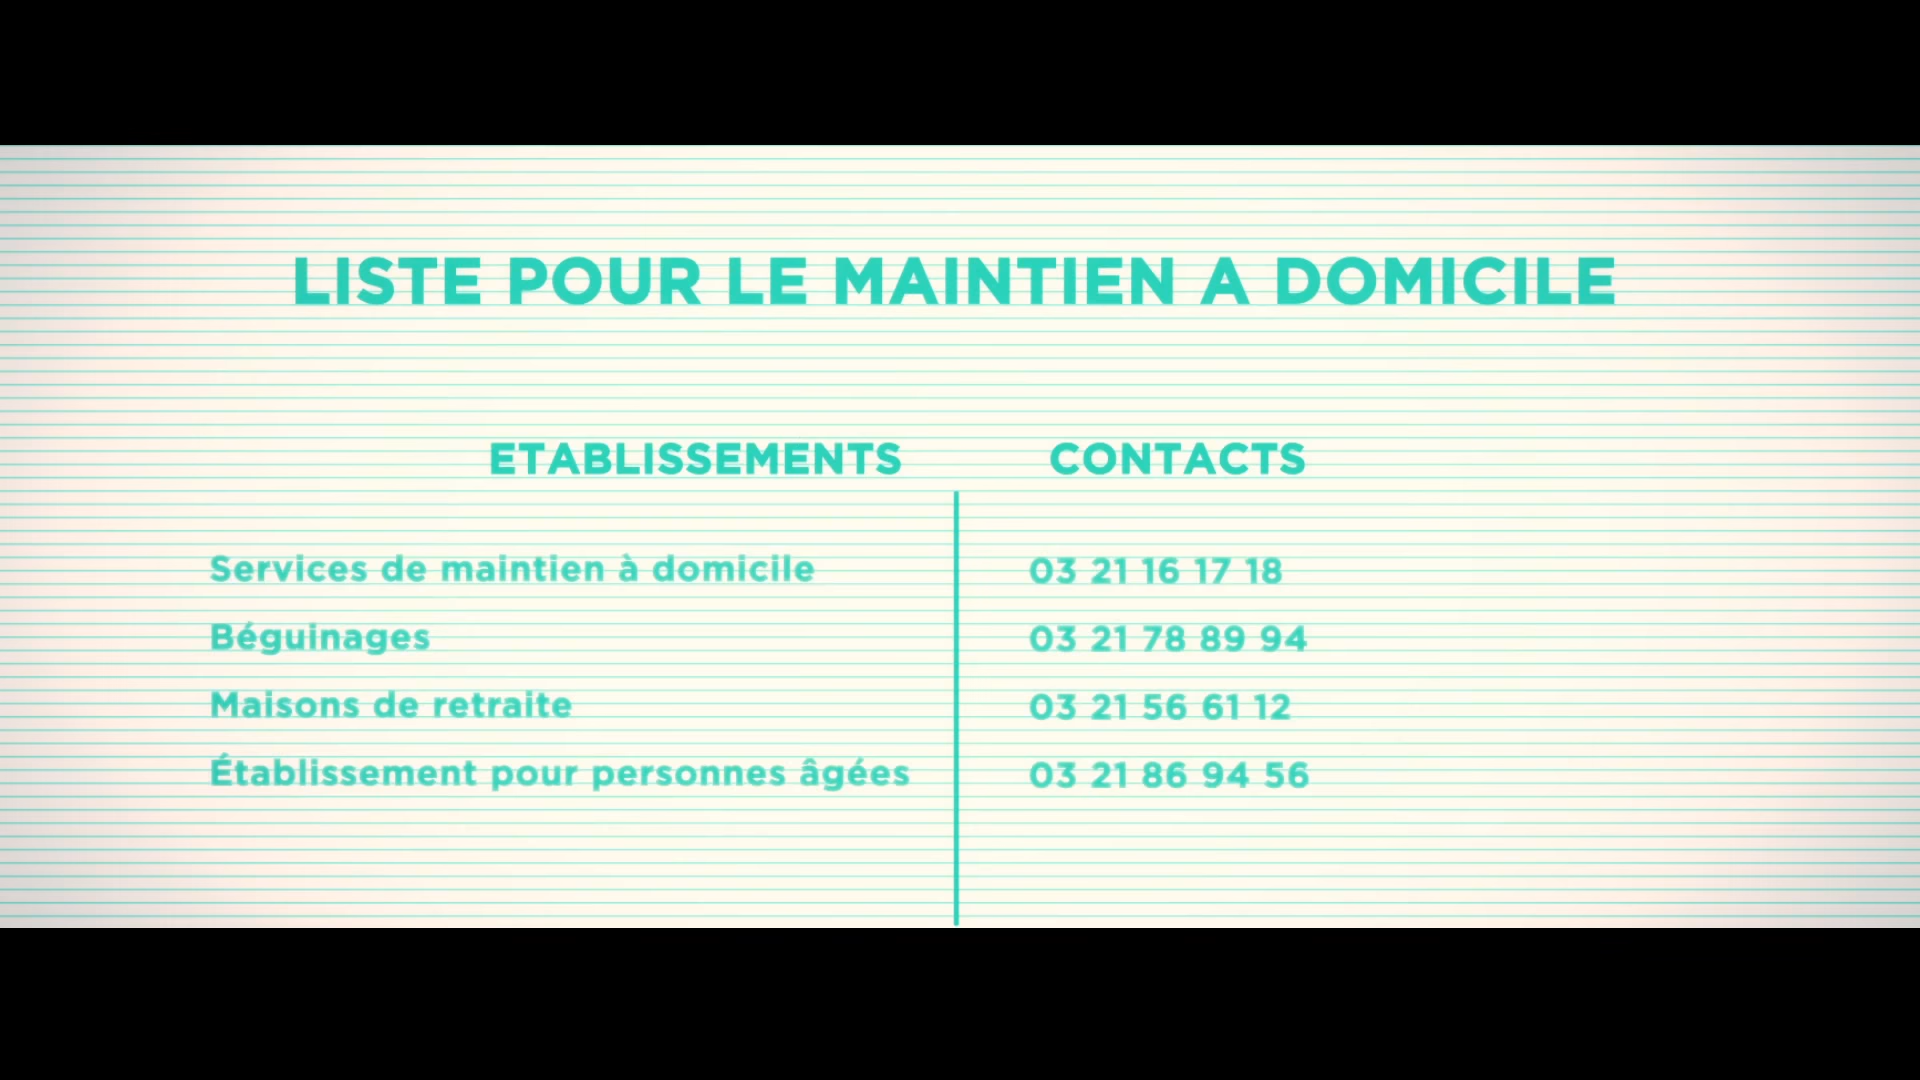 LISTE POUR LE MAINTIEN A DOMICILE
ETABLISSEMENTS CONTACTS
Services de maintien à domicile 03 21 16 17 18
Béguinages 03 21 78 89 94
Maisons de retraite 03 21 56 61 12
Établissement pour personnes âgées 03 21 86 94 56